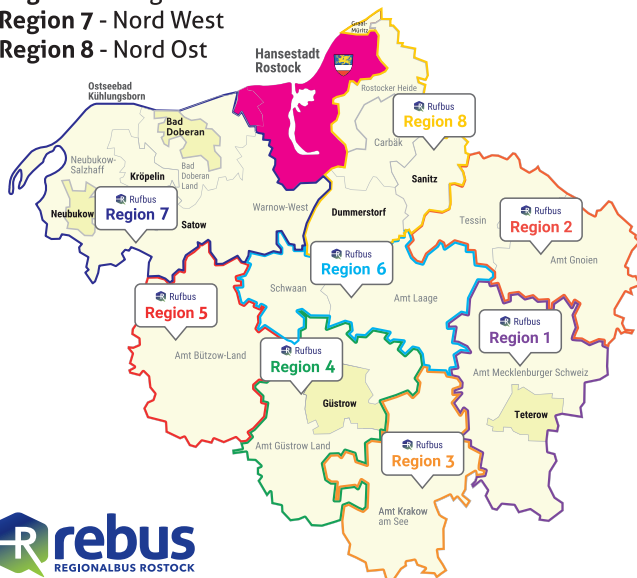 Region 7 - Nord West
Region 8 - Nord Ost
Graal-
Müritz
Hansestadt
Rostock
Ostseebad
Kühlungsborn
Rostocker Heide
Rufbus
Region 8
Bad
Doberan
Carbäk
Neubukow-
Salzhaff
Kröpelin
Bad
Doberan
Land
Sanitz
Rufbus
Region 7
Neubukow
Warnow-West
Dummerstorf
Satow
Tessin
Rufbus
Region 2
Amt Gnoien
Rufbus
Region 6
Schwaan
Amt Laage
Rufbus
Region 5
Rufbus
Region 1
Amt Bützow-Land
Rufbus
Region 4
Amt Mecklenburger Schweiz
Güstrow
Teterow
Amt Güstrow Land
Rufbus
Region 3
Amt Krakow
am See
R rebus
REGIONALBUS ROSTOCK